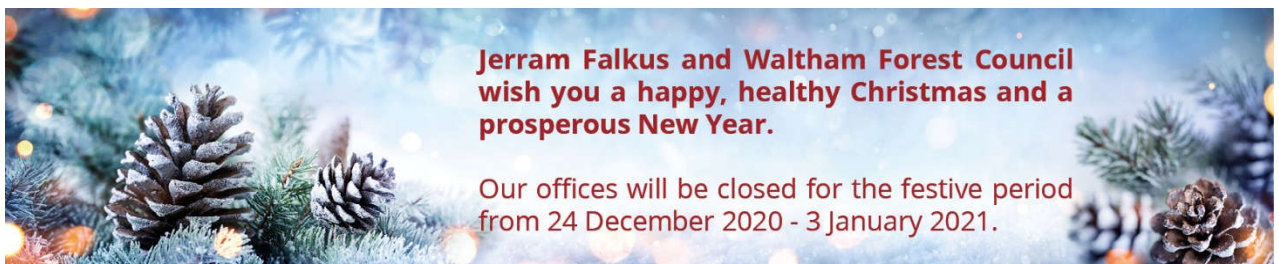 Jerram Falkus and Waltham Forest Council
wish you a happy, healthy Christmas and a
prosperous New Year.
Our offices will be closed for the festive period
from 24 December 2020 - 3 January 2021.